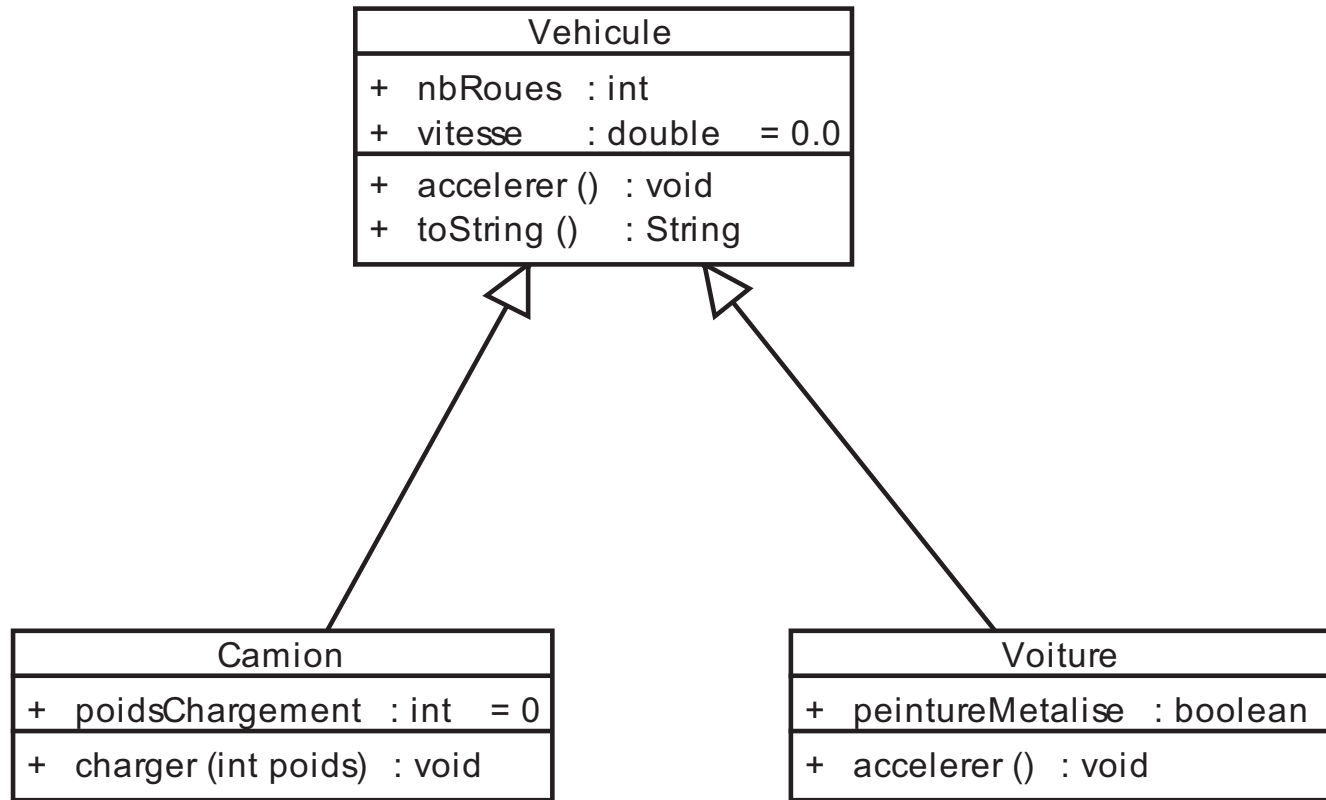 Vehicule
+ nbRoues : int
+ vitesse : double = 0.0
+ accelerer () : void
+ toString () : String
Camion
+ poidsChargement : int = 0
+ charger (int poids) : void
Voiture
+ peintureMetalise : boolean
+ accelerer () : void